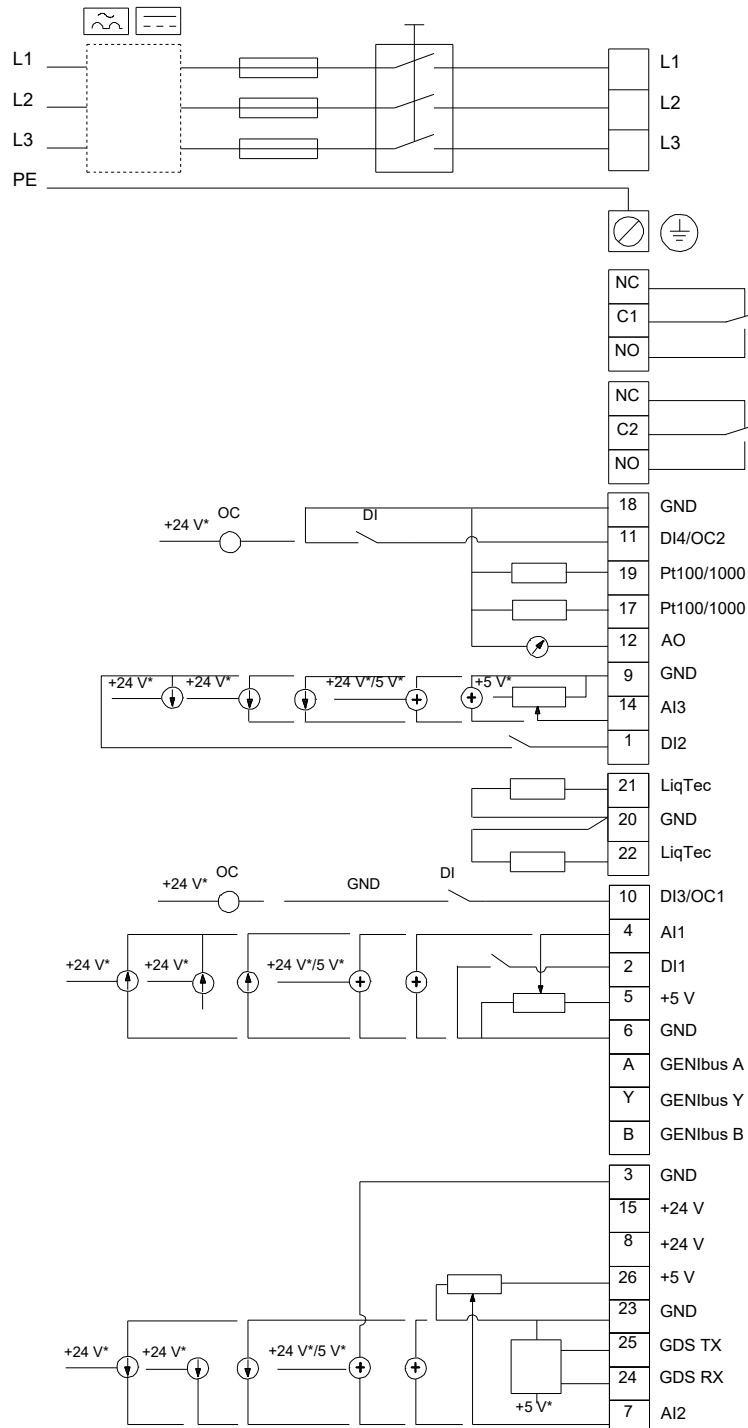 L1 L1
L2 L2
L3 L3
PE
NC
C1
NO
NC
C2
NO
18 GND
+24 V* OC DI 11 DI4/OC2
19 Pt100/1000
17 Pt100/1000
12 AO
9 GND
+24 V* +24 V* +24 V*/5 V* +5 V*
14 AI3
1 DI2
21 LiqTec
20 GND
22 LiqTec
+24 V* OC GND DI 10 DI3/OC1
4 AI1
2 DI1
+24 V* +24 V* +24 V*/5 V*
5 +5 V
6 GND
A GENIbus A
Y GENIbus Y
B GENIbus B
3 GND
15 +24 V
8 +24 V
26 +5 V
23 GND
25 GDS TX
+24 V* +24 V* +24 V*/5 V*
24 GDS RX
+5 V*
7 AI2